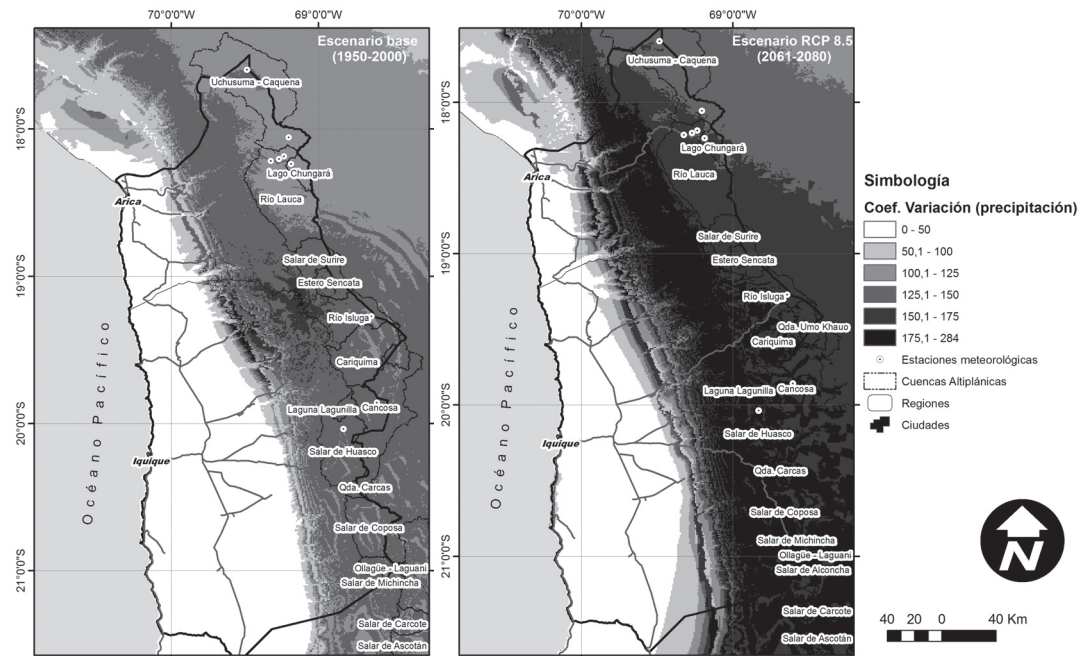 70°0'0"W
69°0'0"W
70°0'0"W
69°0'0"W
Escenario base
(1950-2000)
Uchusuma - Caquena
18°0'0"S
Lago Chungará
Río Lauca
Arica
Salar de Surire
19°0'0"S
Estero Sencata
Río Isluga
Cariquima
Laguna Lagunilla
Cancosa
20°0'0"S
Salar de Huasco
Iquique
Qda. Carcas
Salar de Coposa
Océano Pacífico
21°0'0"S
Ollagüe - Laguani
Salar de Michincha
Salar de Carcote
Salar de Ascotán
Escenario RCP 8.5
(2061-2080)
Uchusuma - Caquena
18°0'0"S
Lago Chungará
Río Lauca
Arica
Salar de Surire
19°0'0"S
Estero Sencata
Río Isluga
Qda. Umo Khauo
Cariquima
Laguna Lagunilla
Cancosa
20°0'0"S
Salar de Huasco
Iquique
Qda. Carcas
Salar de Coposa
Océano Pacífico
Salar de Michincha
21°0'0"S
Ollagüe - Laguani
Salar de Alconcha
Salar de Carcote
Salar de Ascotán
Simbología
Coef. Variación (precipitación)
0 - 50
50,1 - 100
100,1 - 125
125,1 - 150
150,1 - 175
175,1 - 284
Estaciones meteorológicas
Cuencas Altiplánicas
Regiones
Ciudades
N
40 20 0 40 Km